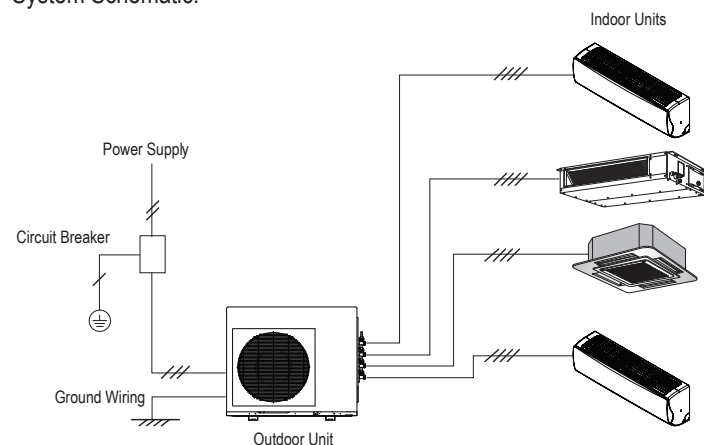 System Schematic:
Indoor Units
Power Supply
Circuit Breaker
Ground Wiring
Outdoor Unit